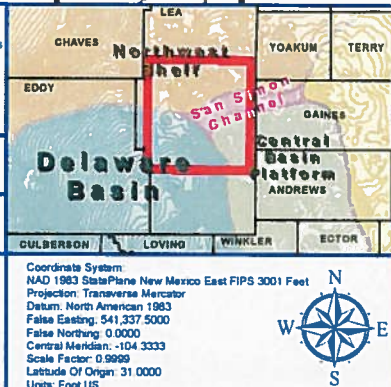 LEA
CHAVES
Northwest
Shelf
YOAKUM
TERRY
EDDY
San Simon
Channel
GAINES
Central
Basin
Platform
Delaware
Basin
ANDREWS
CULBERSON
LOVING
WINKLER
ECTOR
Coordinate System:
NAD 1983 StatePlane New Mexico East FIPS 3001 Feet
Projection: Transverse Mercator
Datum: North American 1983
False Easting: 541,337.5000
False Northing: 0.0000
Central Meridian: -104.3333
Scale Factor: 0.9999
Latitude Of Origin: 31.0000
Units: Foot US
N
W
E
S